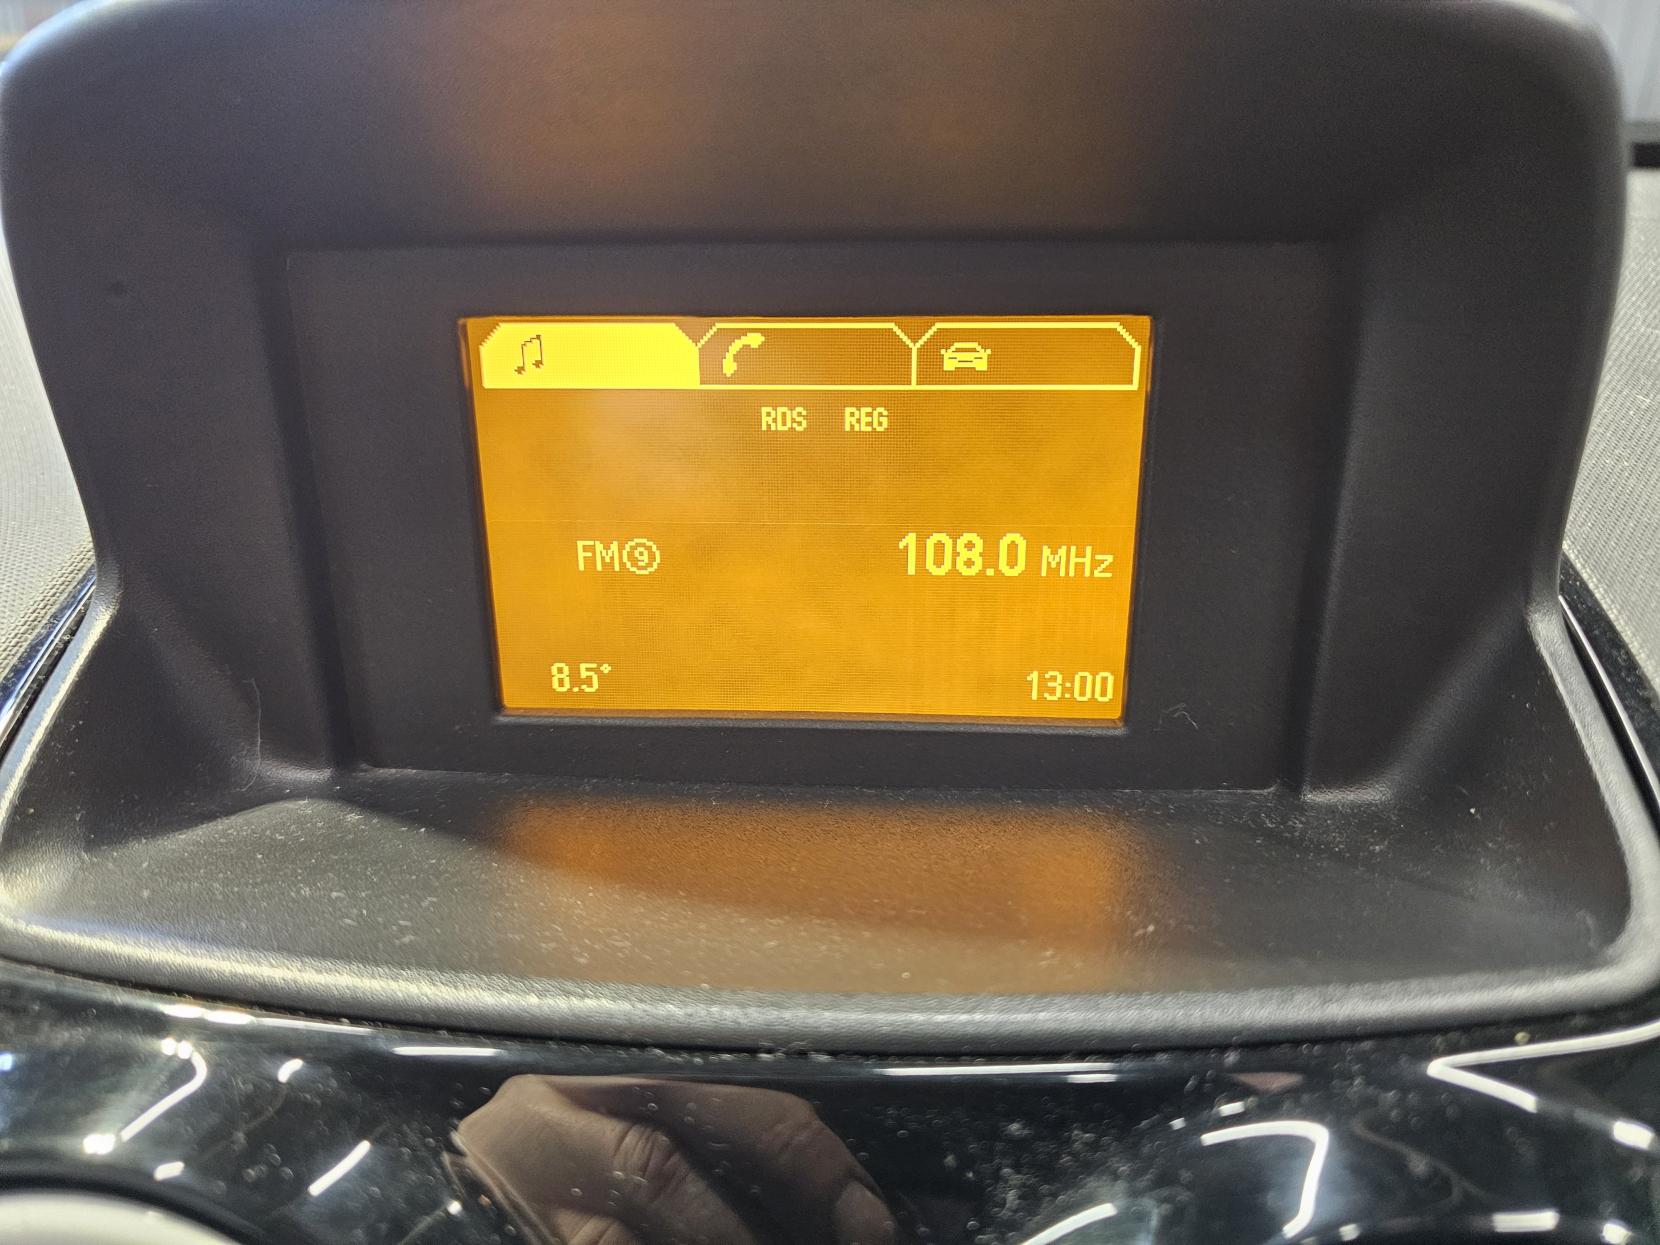 RDS REG
FM⑨ 108.0 MHz
8.5° 13:00